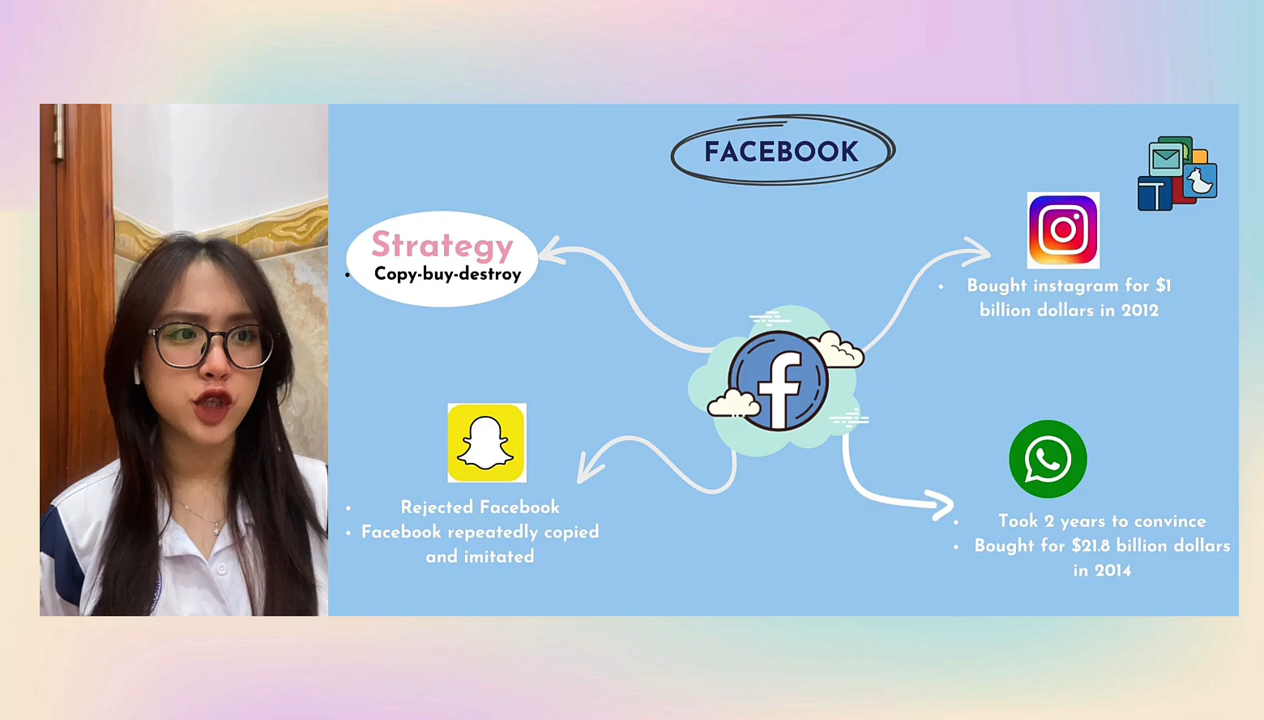 FACEBOOK
Strategy
• Copy-buy-destroy
• Bought instagram for $1
billion dollars in 2012
• Rejected Facebook
• Facebook repeatedly copied
and imitated
• Took 2 years to convince
• Bought for $21.8 billion dollars
in 2014
f
T